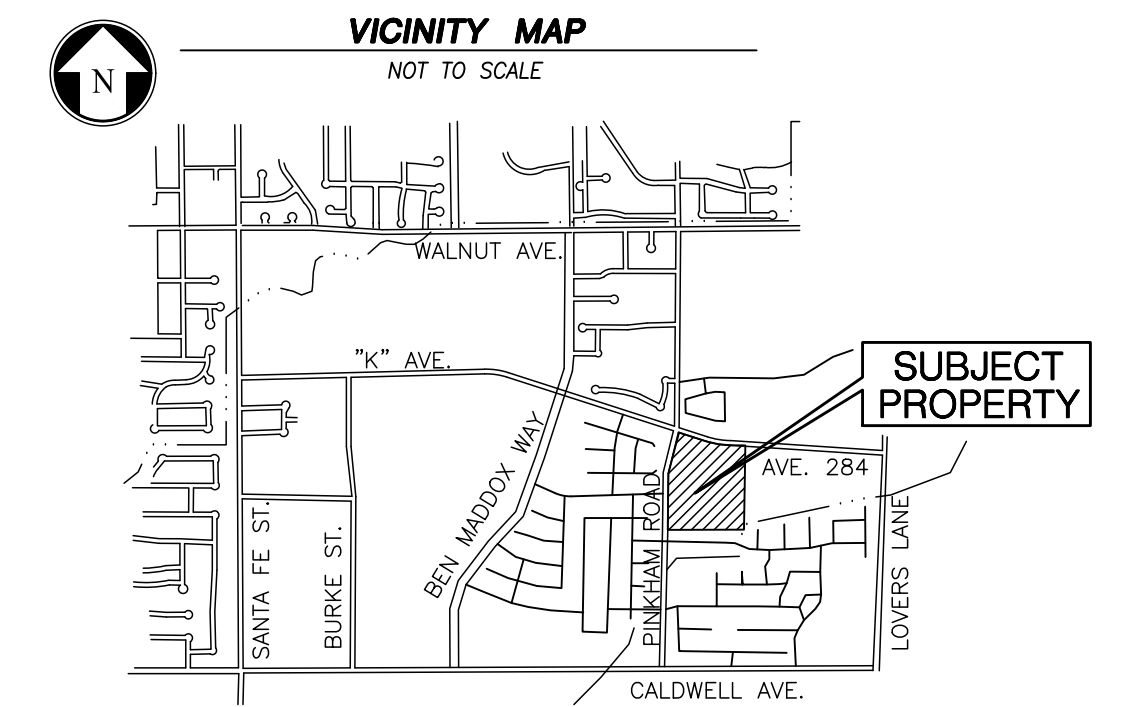 VICINITY MAP
NOT TO SCALE
N
WALNUT AVE.
"K" AVE.
SUBJECT
PROPERTY
BEN MADDOX WAY
AVE. 284
SANTA FE ST.
BURKE ST.
PINKHAM ROAD
LOVERS LANE
CALDWELL AVE.